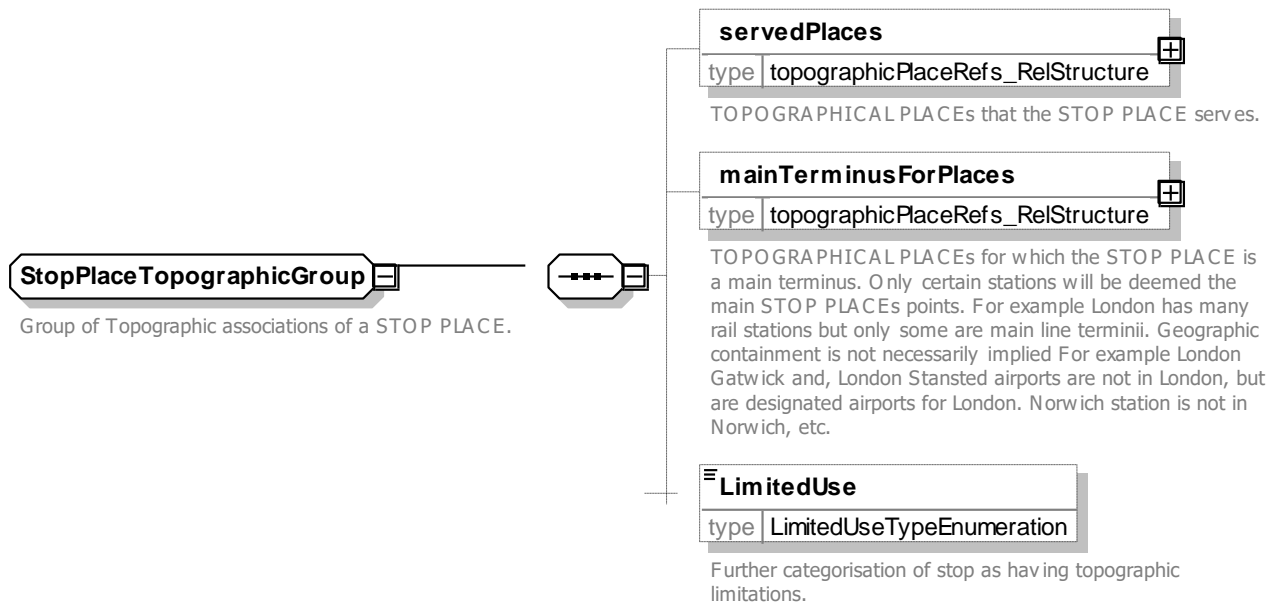 servedPlaces
type topographicPlaceRefs_RelStructure
TOPOGRAPHICAL PLACEs that the STOP PLACE serves.
mainTerminusForPlaces
type topographicPlaceRefs_RelStructure
TOPOGRAPHICAL PLACEs for which the STOP PLACE is
a main terminus. Only certain stations will be deemed the
main STOP PLACEs points. For example London has many
rail stations but only some are main line terminii. Geographic
containment is not necessarily implied For example London
Gatwick and, London Stansted airports are not in London, but
are designated airports for London. Norwich station is not in
Norwich, etc.
StopPlaceTopographicGroup
Group of Topographic associations of a STOP PLACE.
LimitedUse
type LimitedUseTypeEnumeration
Further categorisation of stop as having topographic
limitations.